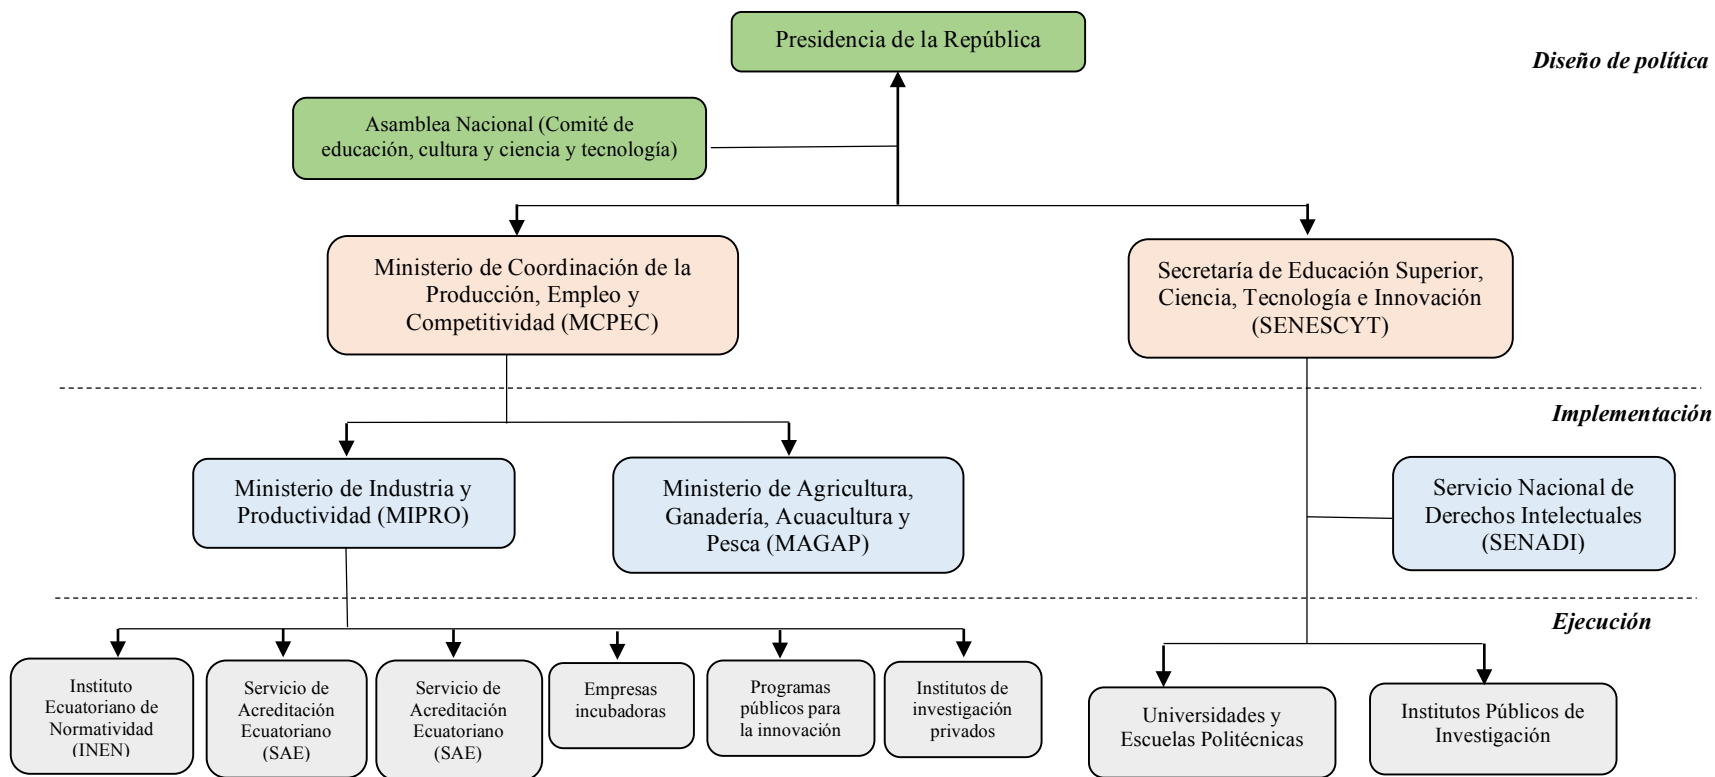 Presidencia de la República
Diseño de política
Asamblea Nacional (Comité de
educación, cultura y ciencia y tecnología)
Ministerio de Coordinación de la
Producción, Empleo y
Competitividad (MCPEC)
Secretaría de Educación Superior,
Ciencia, Tecnología e Innovación
(SENESCYT)
Implementación
Ministerio de Industria y
Productividad (MIPRO)
Ministerio de Agricultura,
Ganadería, Acuacultura y
Pesca (MAGAP)
Servicio Nacional de
Derechos Intelectuales
(SENADI)
Ejecución
Instituto
Ecuatoriano de
Normatividad
(INEN)
Servicio de
Acreditación
Ecuatoriano
(SAE)
Servicio de
Acreditación
Ecuatoriano
(SAE)
Empresas
incubadoras
Programas
públicos para
la innovación
Institutos de
investigación
privados
Universidades y
Escuelas Politécnicas
Institutos Públicos de
Investigación